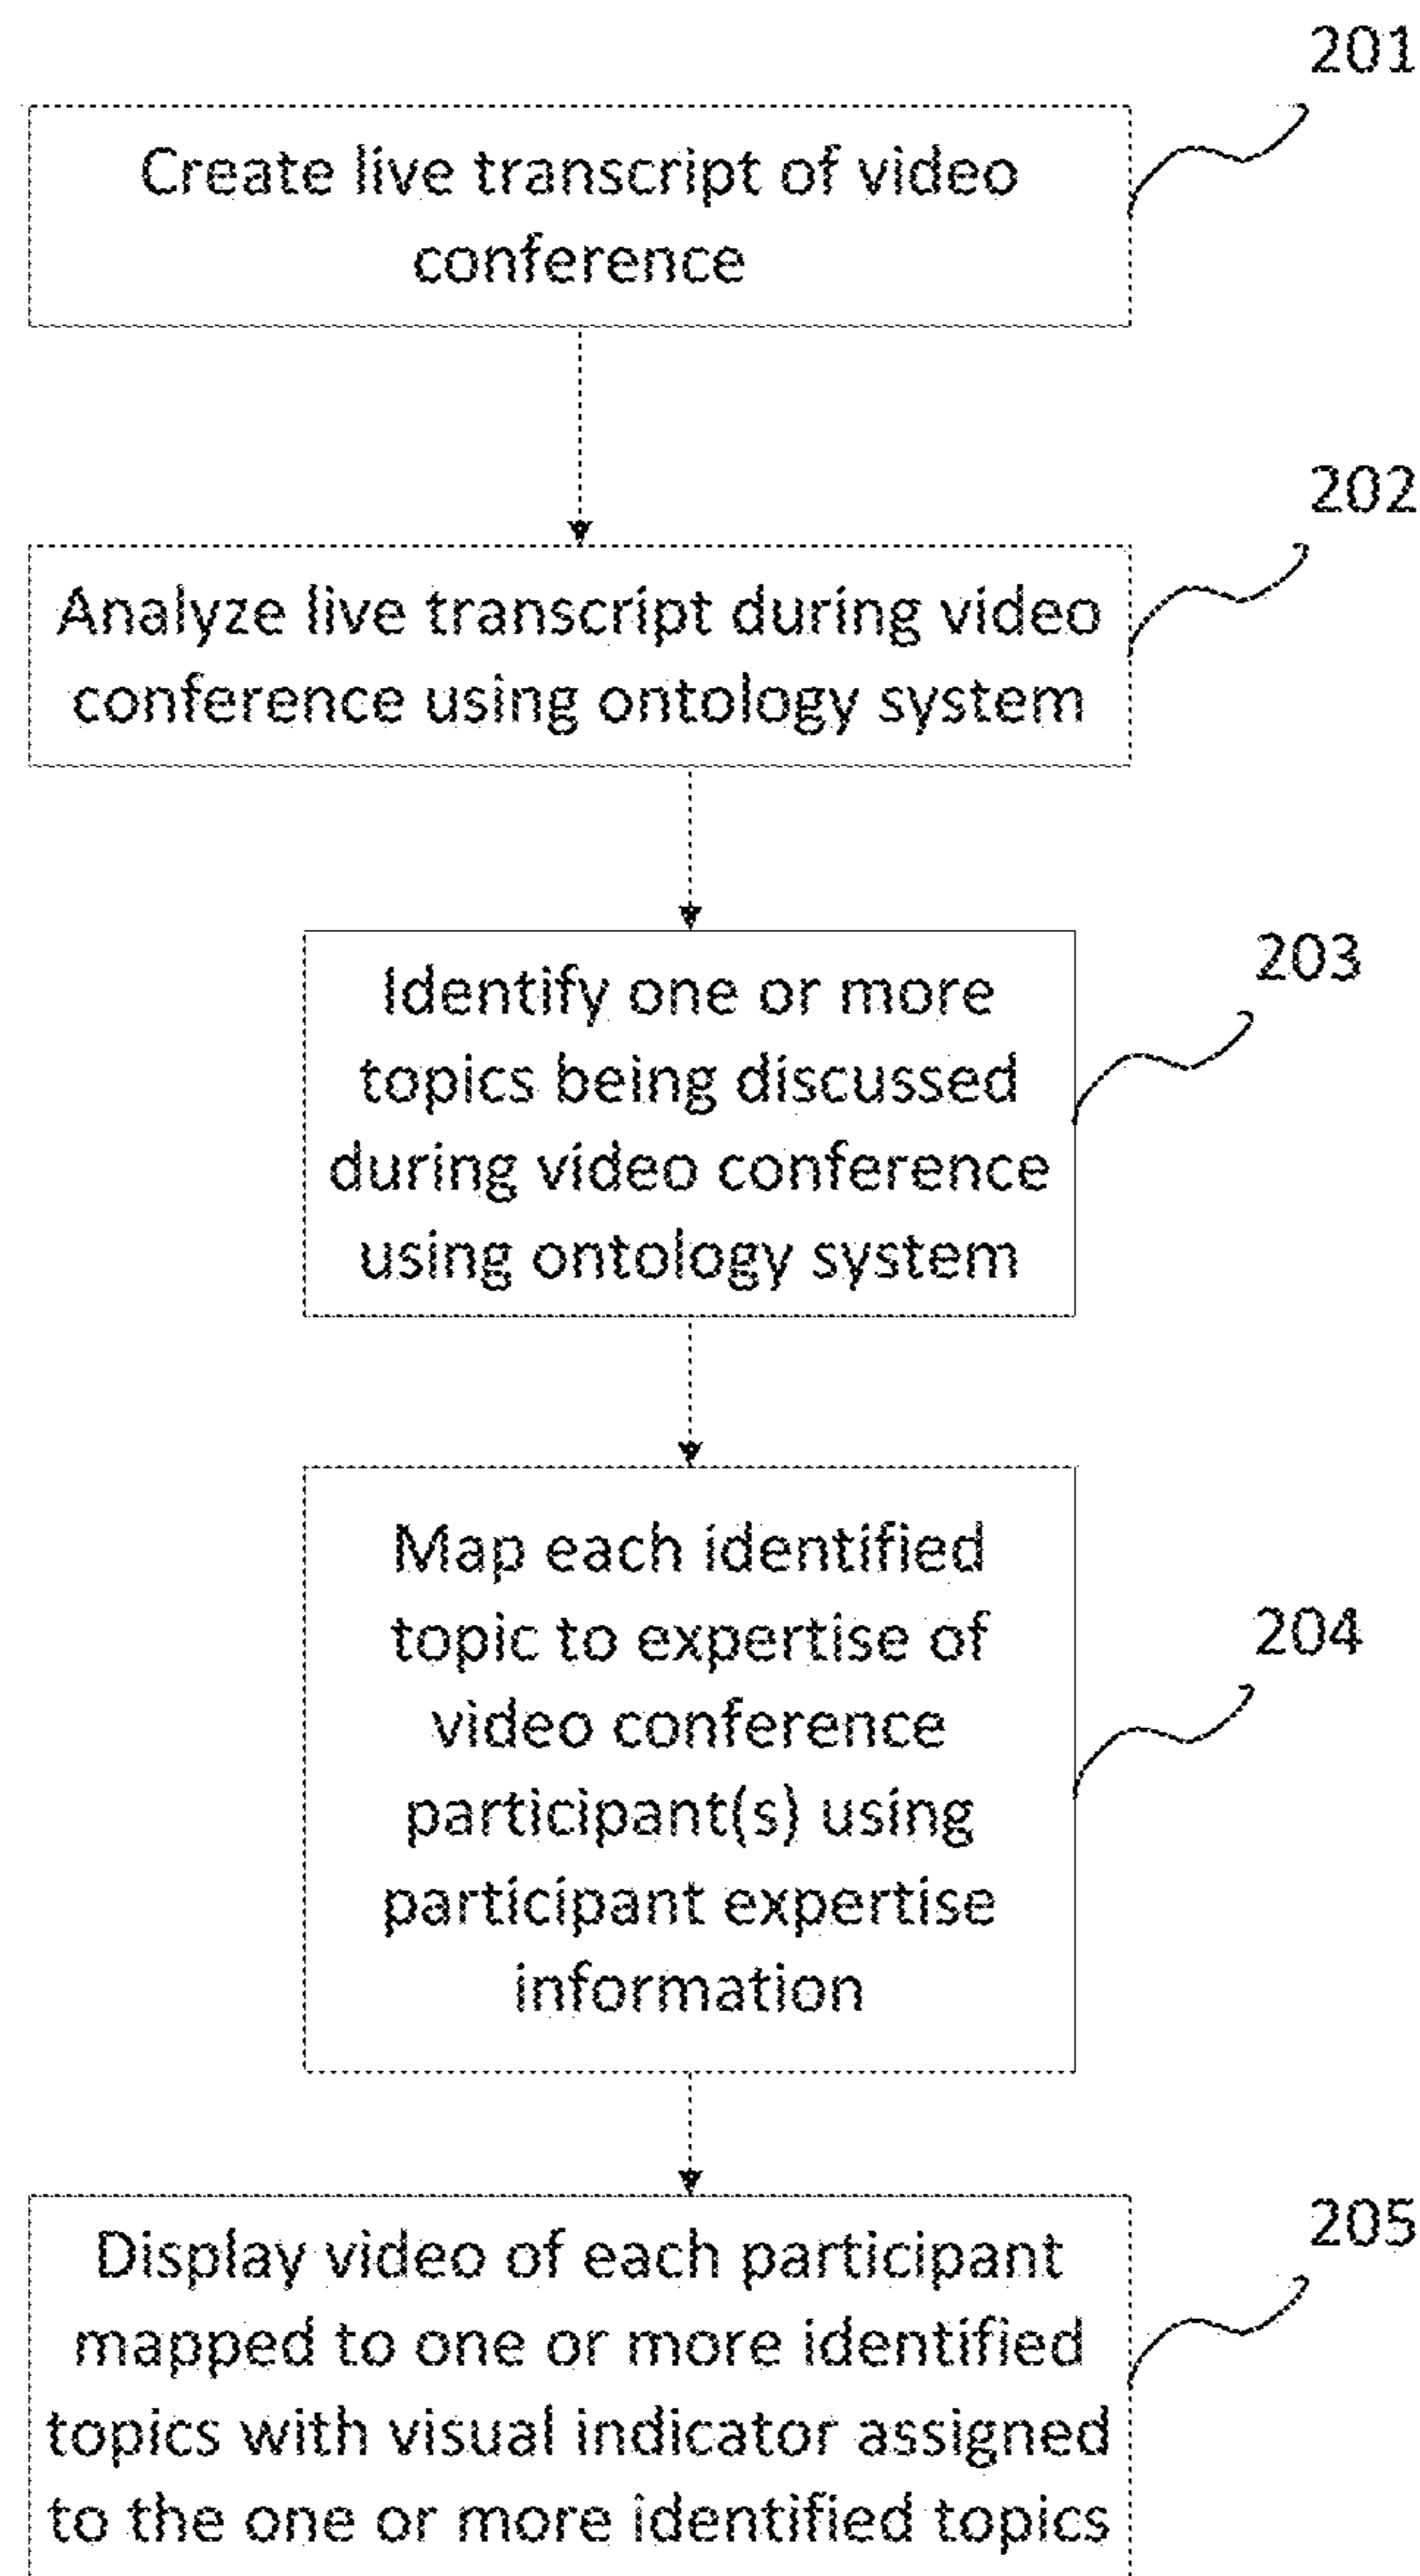 201
Create live transcript of video
conference
202
Analyze live transcript during video
conference using ontology system
203
Identify one or more
topics being discussed
during video conference
using ontology system
204
Map each identified
topic to expertise of
video conference
participant(s) using
participant expertise
information
205
Display video of each participant
mapped to one or more identified
topics with visual indicator assigned
to the one or more identified topics